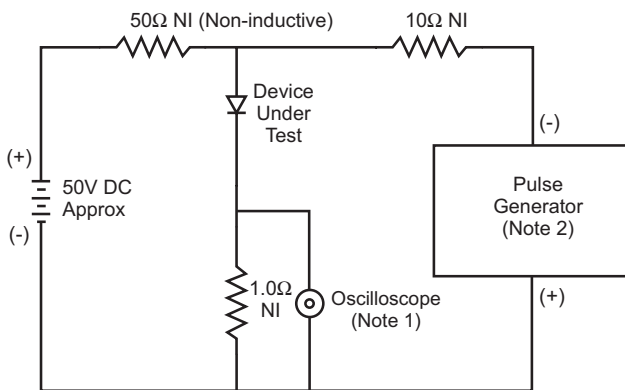 50Ω NI (Non-inductive)
10Ω NI
Device
Under
Test
(-)
(+)
50V DC
Approx
(-)
Pulse
Generator
(Note 2)
1.0Ω
NI
Oscilloscope
(Note 1)
(+)